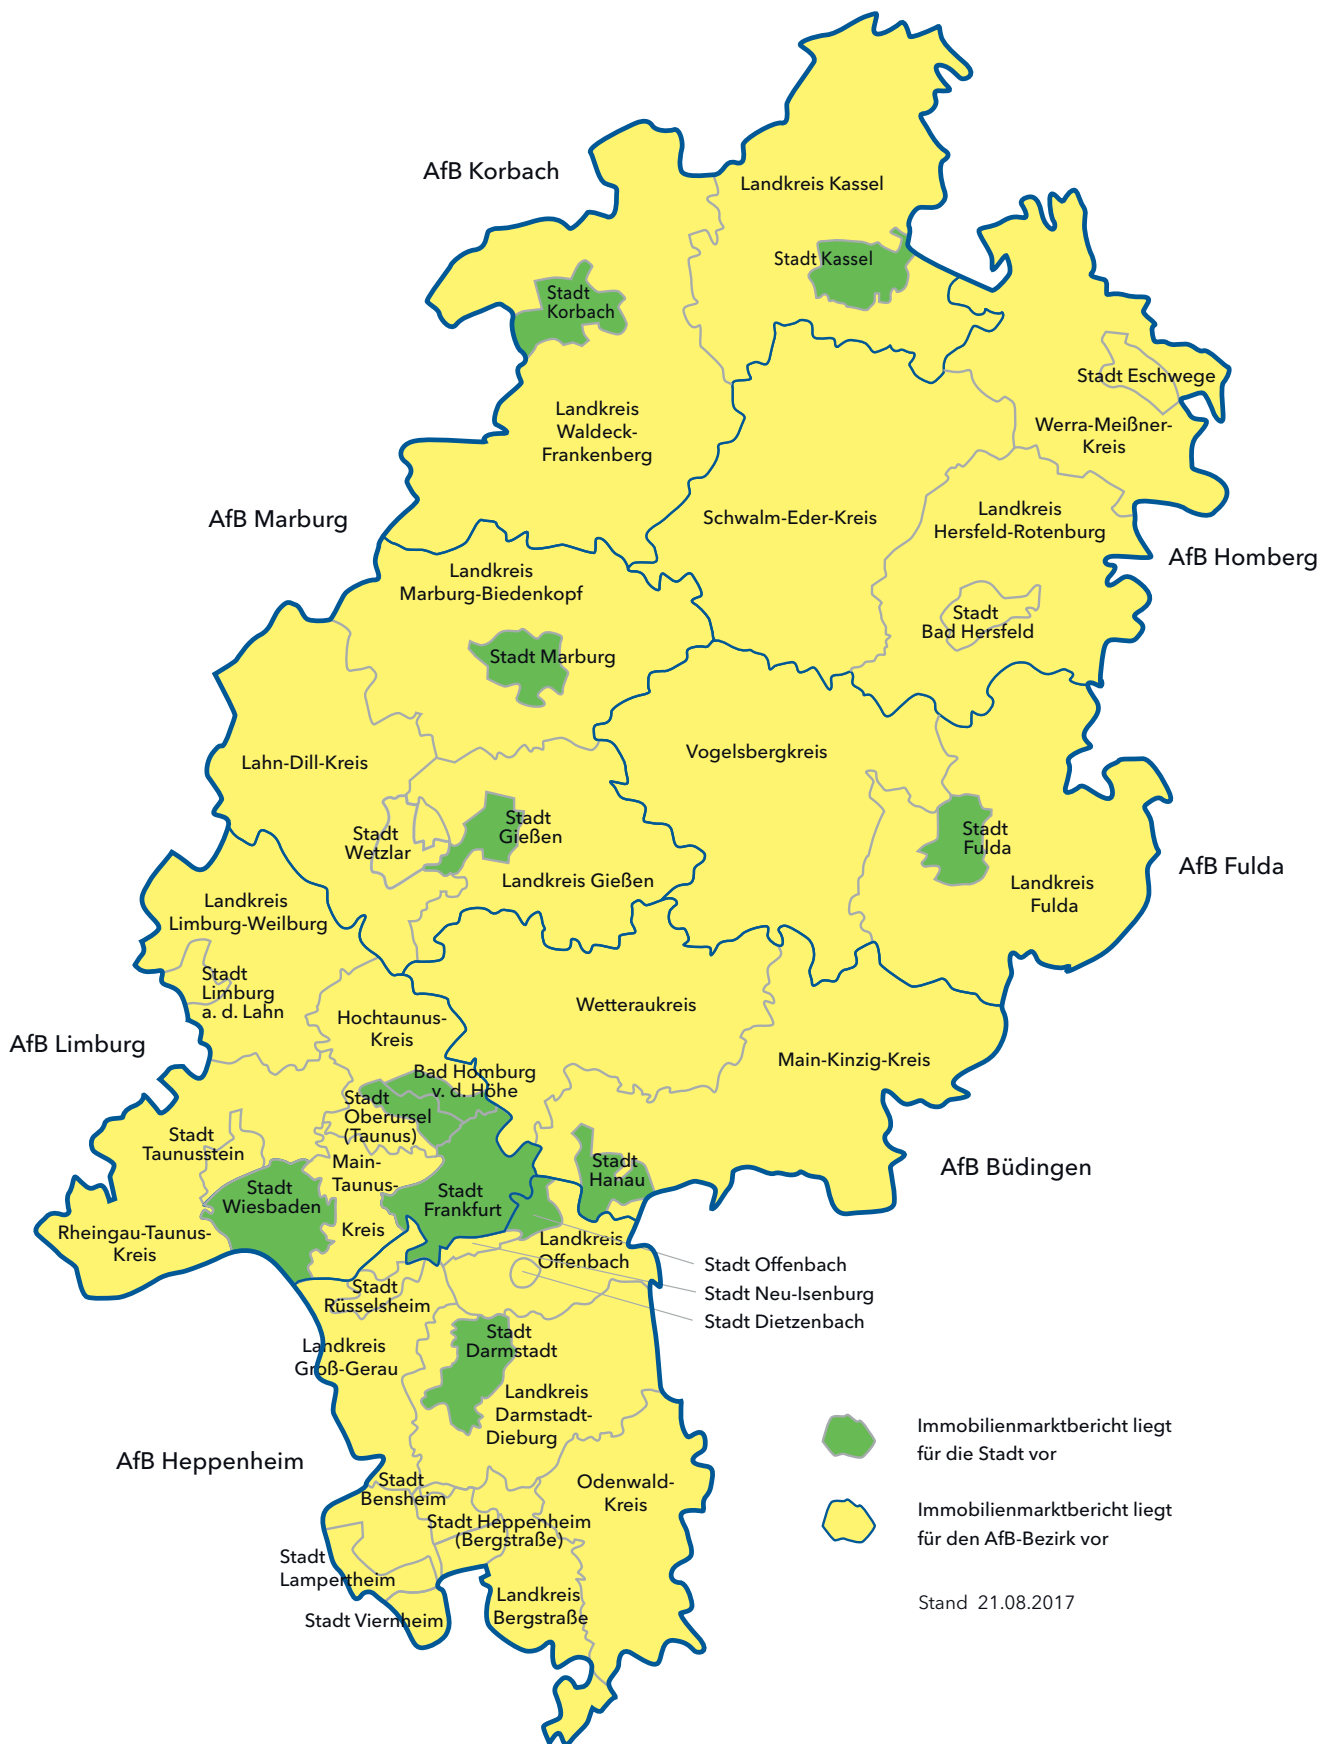 AfB Korbach
Landkreis Kassel
Stadt Kassel
Stadt
Korbach
Stadt Eschwege
Landkreis
Waldeck-
Frankenberg
Werra-Meißner-
Kreis
AfB Marburg
Schwalm-Eder-Kreis
Landkreis
Hersfeld-Rotenburg
AfB Homberg
Landkreis
Marburg-Biedenkopf
Stadt
Bad Hersfeld
Stadt Marburg
Lahn-Dill-Kreis
Vogelsbergkreis
Stadt
Wetzlar
Stadt
Gießen
Stadt
Fulda
AfB Fulda
Landkreis Gießen
Landkreis
Fulda
Landkreis
Limburg-Weilburg
Stadt
Limburg
a. d. Lahn
Wetteraukreis
Hochtaunus-
Kreis
AfB Limburg
Main-Kinzig-Kreis
Bad Homburg
v. d. Höhe
Stadt
Oberursel
(Taunus)
Stadt
Taunusstein
Main-
Taunus-
Kreis
Stadt
Hanau
AfB Büdingen
Stadt
Wiesbaden
Stadt
Frankfurt
Rheingau-Taunus-
Kreis
Landkreis
Offenbach
Stadt Offenbach
Stadt Neu-Isenburg
Stadt Dietzenbach
Stadt
Rüsselsheim
Landkreis
Groß-Gerau
Stadt
Darmstadt
Landkreis
Darmstadt-
Dieburg
AfB Heppenheim
Stadt
Bensheim
Odenwald-
Kreis
Stadt Heppenheim
(Bergstraße)
Stadt
Lampertheim
Landkreis
Bergstraße
Stadt Viernheim
Immobilienmarktbericht liegt
für die Stadt vor
Immobilienmarktbericht liegt
für den AfB-Bezirk vor
Stand 21.08.2017